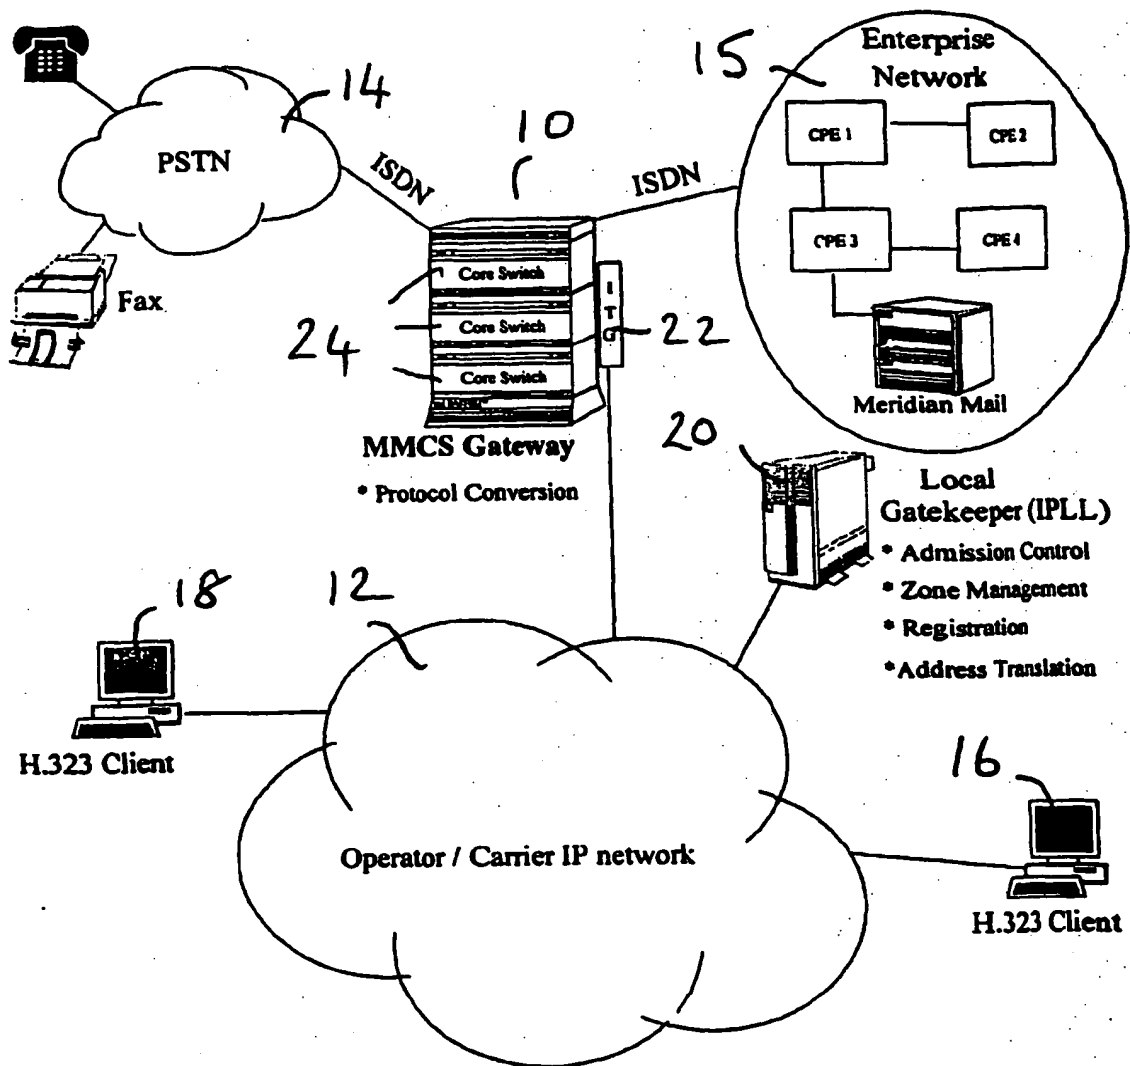 14
PSTN
ISDN
Fax
10
ISDN
15
Enterprise
Network
CPE 1
CPE 2
CPE 3
CPE 4
Meridian Mail
Core Switch
Core Switch
Core Switch
24
ITG
22
MMCS Gateway
* Protocol Conversion
20
Local
Gatekeeper (IPLL)
* Admission Control
* Zone Management
* Registration
*Address Translation
18
H.323 Client
12
Operator / Carrier IP network
16
H.323 Client